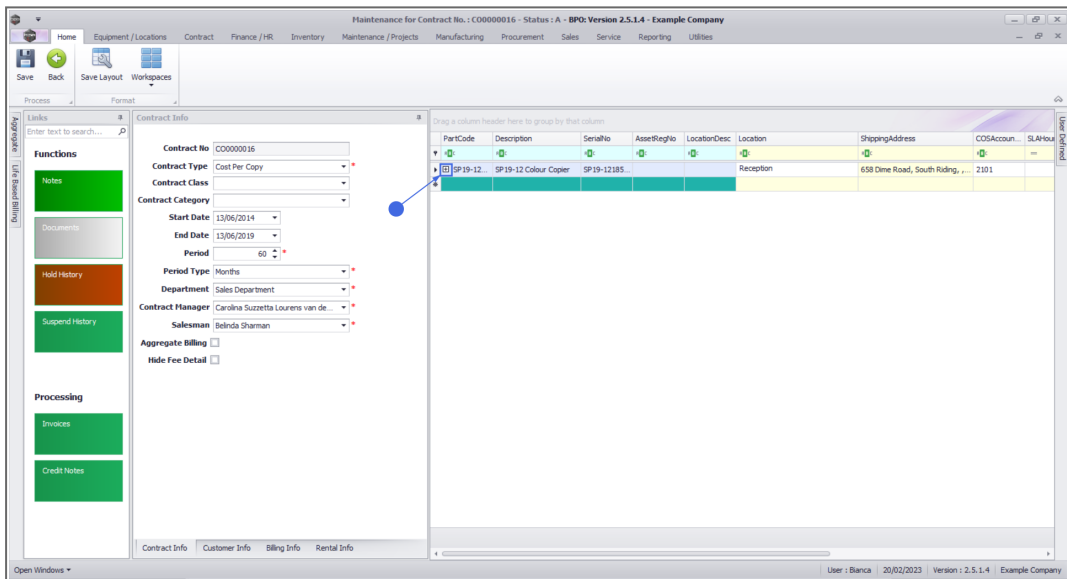 Maintenance for Contract No. : CO0000016 - Status : A - BPO: Version 2.5.1.4 - Example Company
Home Equipment / Locations Contract Finance / HR Inventory Maintenance / Projects Manufacturing Procurement Sales Service Reporting Utilities
Save Back Save Layout Workspaces
Process Format
Aggregate
Life Based Billing
Links
Enter text to search...
Functions
Notes
Documents
Hold History
Suspend History
Processing
Invoices
Credit Notes
Contract Info
Contract No CO0000016
Contract Type Cost Per Copy *
Contract Class
Contract Category
Start Date 13/06/2014
End Date 13/06/2019
Period 60 *
Period Type Months *
Department Sales Department *
Contract Manager Carolina Suzzetta Lourens van de... *
Salesman Belinda Sharman *
Aggregate Billing
Hide Fee Detail
Contract Info Customer Info Billing Info Rental Info
Drag a column header here to group by that column
PartCode Description SerialNo AssetRegNo LocationDesc Location ShippingAddress COSAccoun... SLAHou
SP19-12... SP19-12 Colour Copier SP19-12185... Reception 658 Dime Road, South Riding, ,... 2101
User Defined
Open Windows
User : Bianca 20/02/2023 Version : 2.5.1.4 Example Company